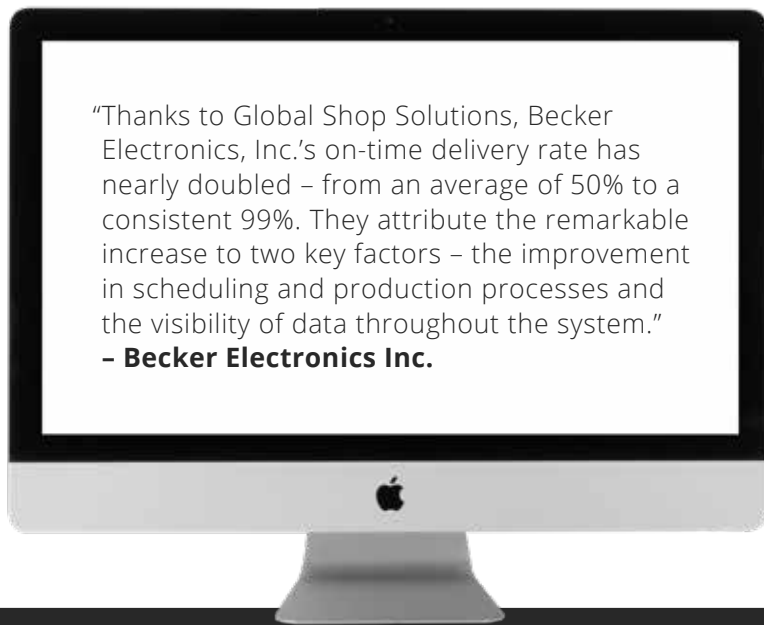 “Thanks to Global Shop Solutions, Becker
Electronics, Inc.’s on-time delivery rate has
nearly doubled – from an average of 50% to a
consistent 99%. They attribute the remarkable
increase to two key factors – the improvement
in scheduling and production processes and
the visibility of data throughout the system.”
– Becker Electronics Inc.